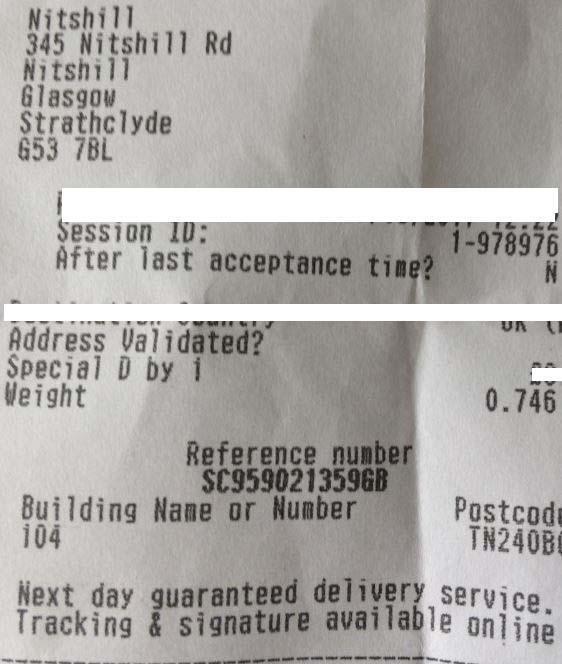 Nitshill
345 Nitshill Rd
Nitshill
Glasgow
Strathclyde
G53 7BL
Session ID: 1-978976
After last acceptance time? N
Address Validated?
Special D by 1
Weight 0.746
Reference number
SC959021359GB
Building Name or Number Postcode
104 TN240B
Next day guaranteed delivery service.
Tracking & signature available online